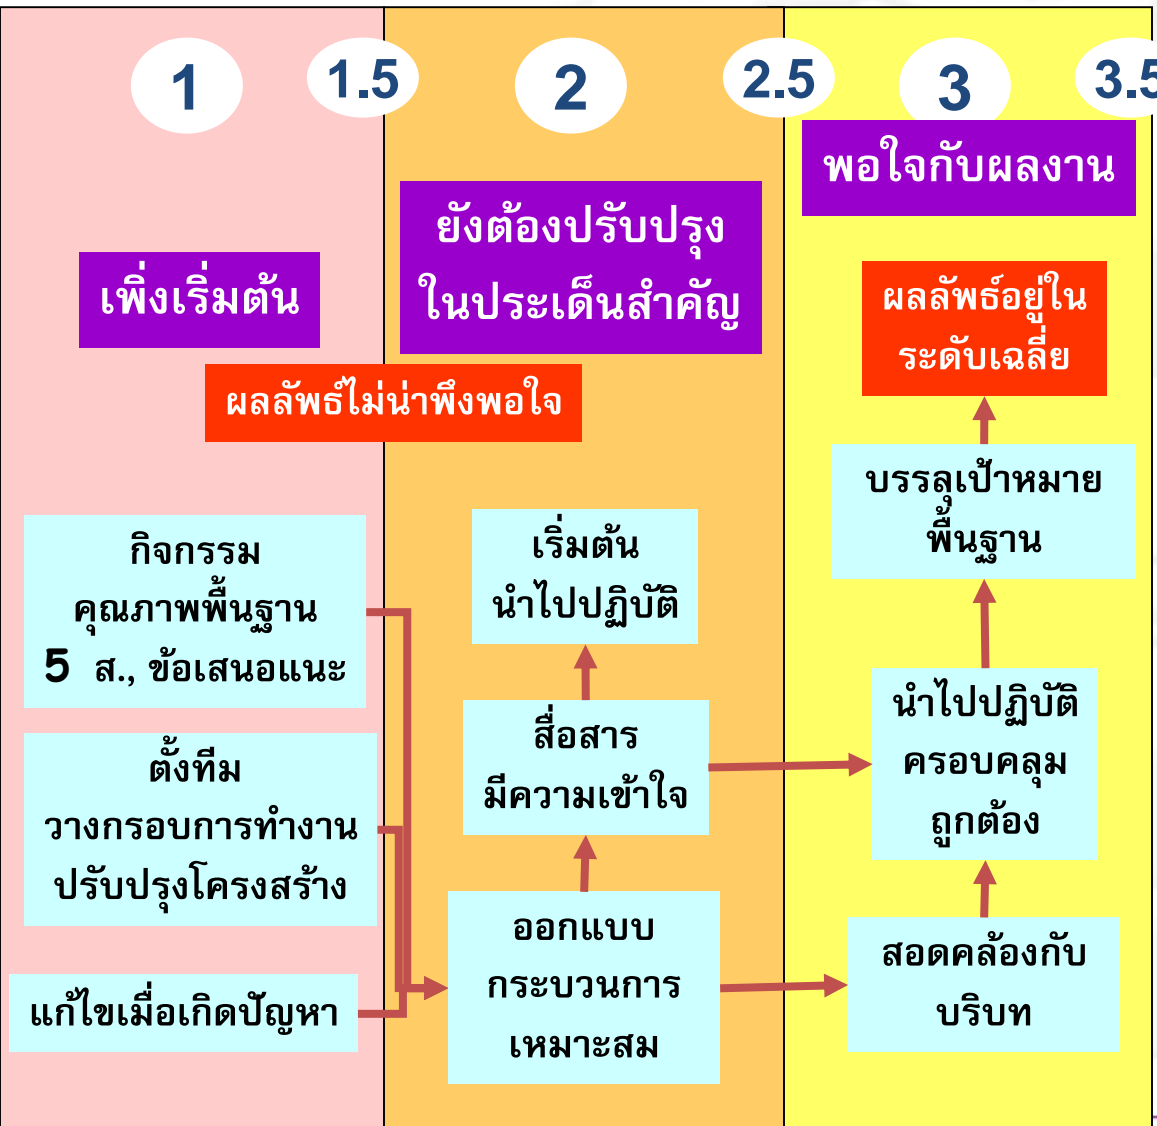 1
1.5
2
2.5
3
3.5
เพิ่งเริ่มต้น
ยังต้องปรับปรุง
ในประเด็นสำคัญ
พอใจกับผลงาน
ผลลัพธ์ไม่น่าพึงพอใจ
ผลลัพธ์อยู่ใน
ระดับเฉลี่ย
กิจกรรม
คุณภาพพื้นฐาน
5 ส., ข้อเสนอแนะ
ตั้งทีม
วางกรอบการทำงาน
ปรับปรุงโครงสร้าง
แก้ไขเมื่อเกิดปัญหา
เริ่มต้น
นำไปปฏิบัติ
สื่อสาร
มีความเข้าใจ
ออกแบบ
กระบวนการ
เหมาะสม
บรรลุเป้าหมาย
พื้นฐาน
นำไปปฏิบัติ
ครอบคลุม
ถูกต้อง
สอดคล้องกับ
บริบท